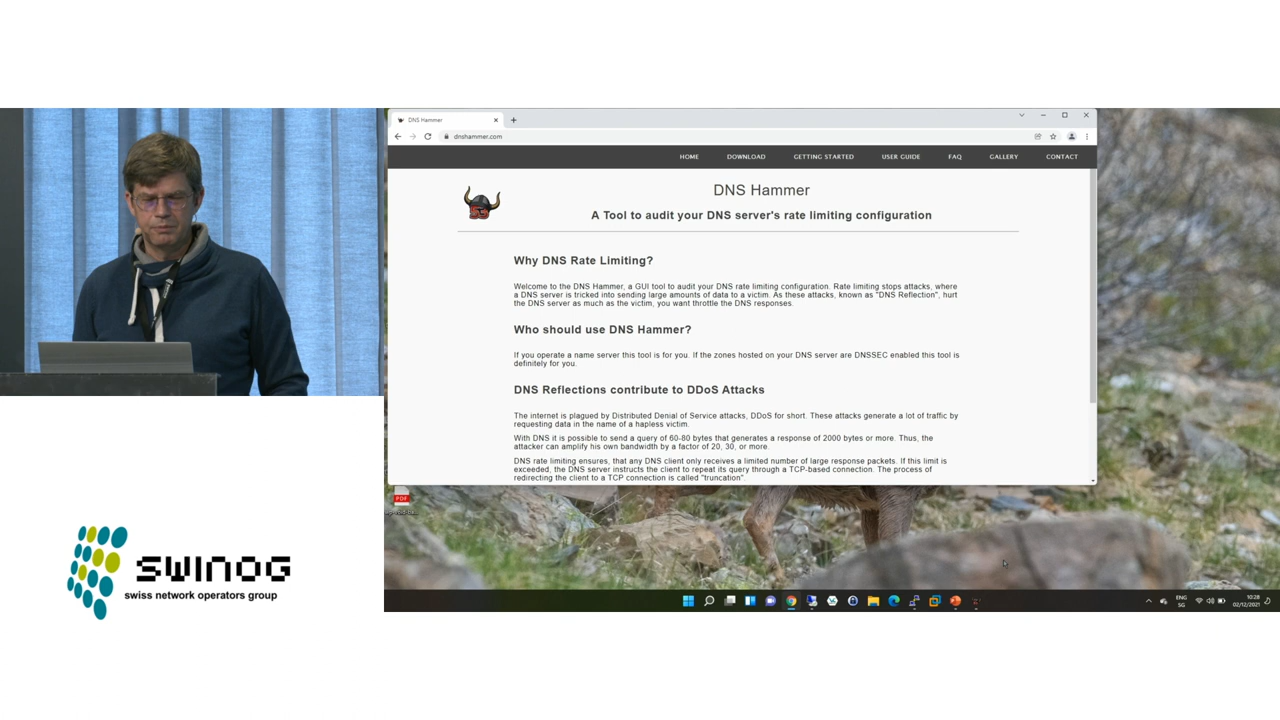 DNS Hammer
dnshammer.com
HOME DOWNLOAD GETTING STARTED USER GUIDE FAQ GALLERY CONTACT
DNS Hammer
A Tool to audit your DNS server's rate limiting configuration
Why DNS Rate Limiting?
Welcome to the DNS Hammer, a GUI tool to audit your DNS rate limiting configuration. Rate limiting stops attacks, where
a DNS server is tricked into sending large amounts of data to a victim. As these attacks, known as "DNS Reflection", hurt
the DNS server as much as the victim, you want throttle the DNS responses.
Who should use DNS Hammer?
If you operate a name server this tool is for you. If the zones hosted on your DNS server are DNSSEC enabled this tool is
definitely for you.
DNS Reflections contribute to DDoS Attacks
The internet is plagued by Distributed Denial of Service attacks, DDoS for short. These attacks generate a lot of traffic by
requesting data in the name of a hapless victim.
With DNS it is possible to send a query of 60-80 bytes that generates a response of 2000 bytes or more. Thus, the
attacker can amplify his own bandwidth by a factor of 20, 30, or more.
DNS rate limiting ensures, that any DNS client only receives a limited number of large response packets. If this limit is
exceeded, the DNS server instructs the client to repeat its query through a TCP-based connection. The process of
redirecting the client to a TCP connection is called "truncation".
PDF
SWINOG
swiss network operators group
ENG
SG
10:28
02/12/2021